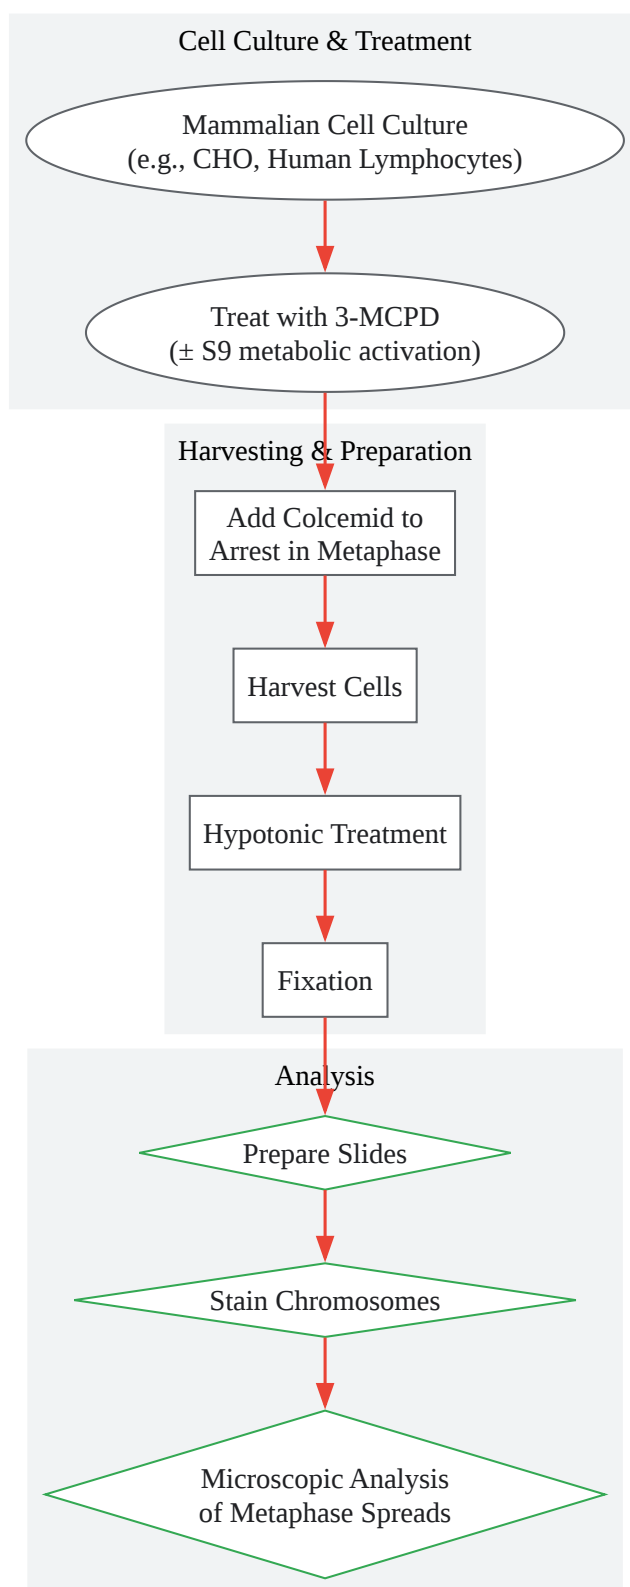 Cell Culture & Treatment
Mammalian Cell Culture
(e.g., CHO, Human Lymphocytes)
Treat with 3-MCPD
(± S9 metabolic activation)
Harvesting & Preparation
Add Colcemid to
Arrest in Metaphase
Harvest Cells
Hypotonic Treatment
Fixation
Analysis
Prepare Slides
Stain Chromosomes
Microscopic Analysis
of Metaphase Spreads